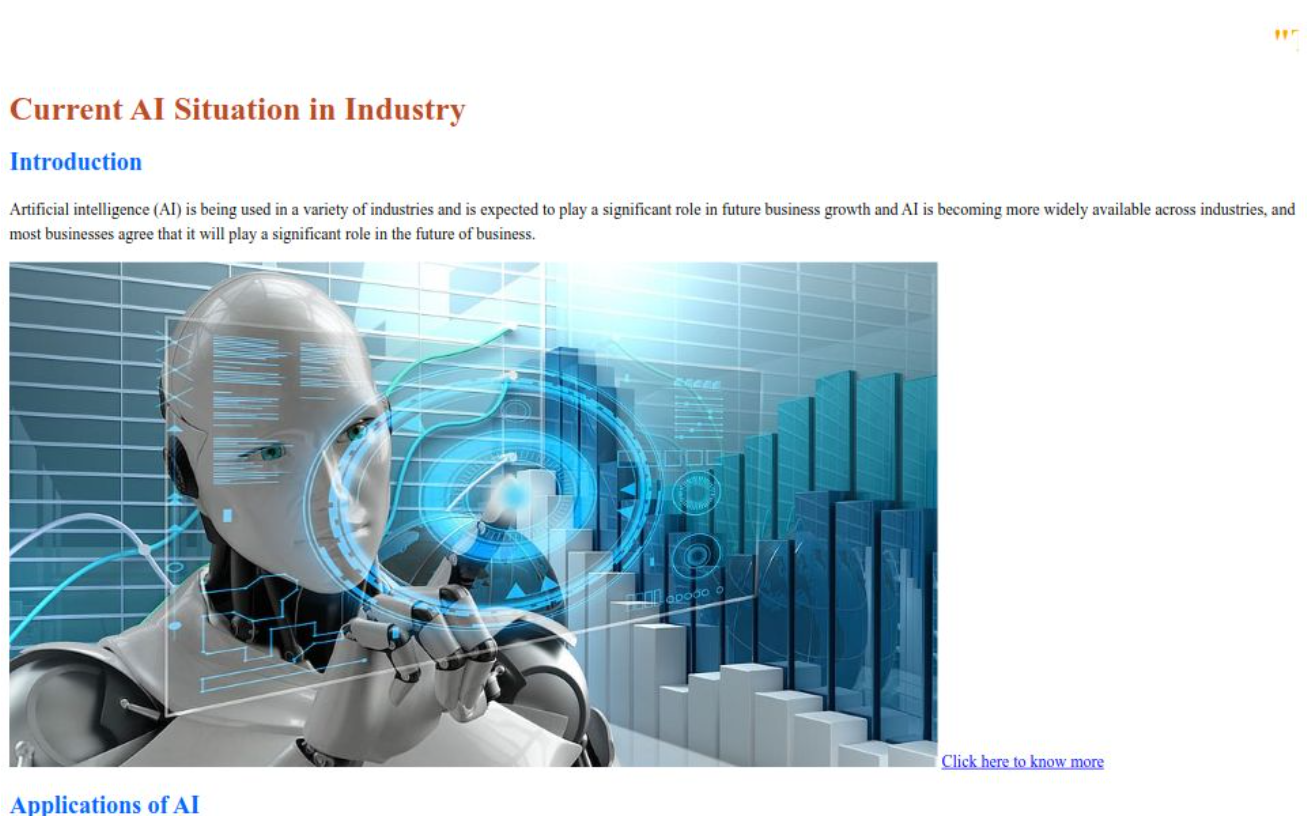 Current AI Situation in Industry
Introduction
Artificial intelligence (AI) is being used in a variety of industries and is expected to play a significant role in future business growth and AI is becoming more widely available across industries, and
most businesses agree that it will play a significant role in the future of business.
Click here to know more
Applications of AI